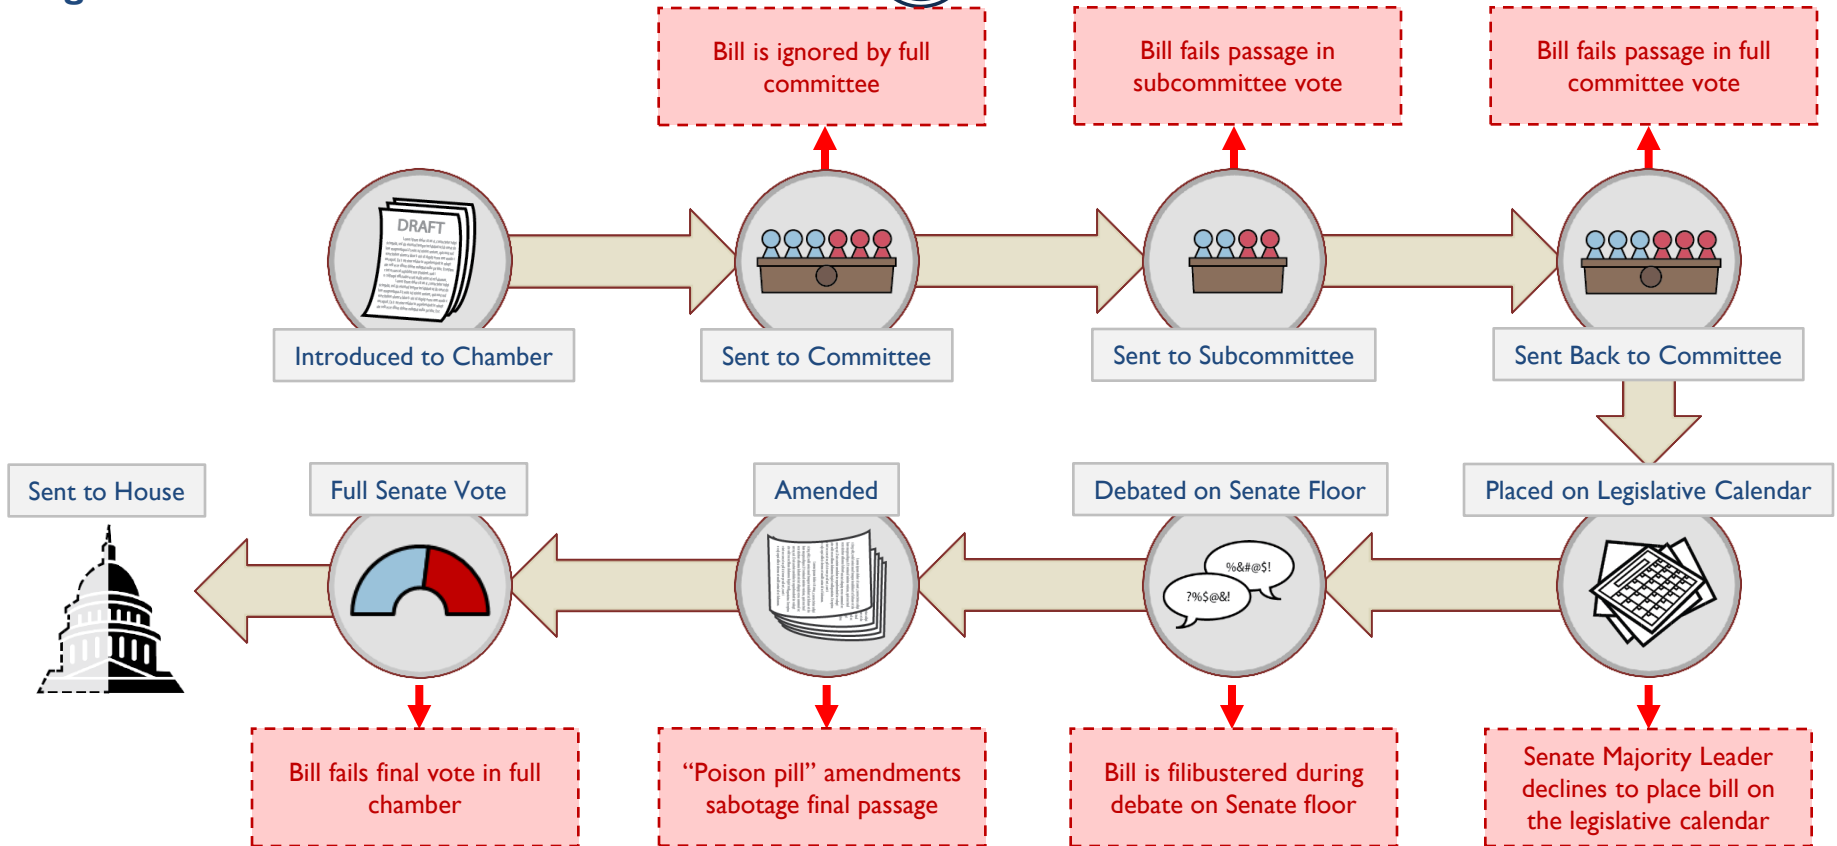 Bill is ignored by full
committee
Bill fails passage in
subcommittee vote
Bill fails passage in full
committee vote
DRAFT
Introduced to Chamber
Sent to Committee
Sent to Subcommittee
Sent Back to Committee
Sent to House
Full Senate Vote
Amended
Debated on Senate Floor
Placed on Legislative Calendar
%&#@$!
?%$@&!
Bill fails final vote in full
chamber
“Poison pill” amendments
sabotage final passage
Bill is filibustered during
debate on Senate floor
Senate Majority Leader
declines to place bill on
the legislative calendar